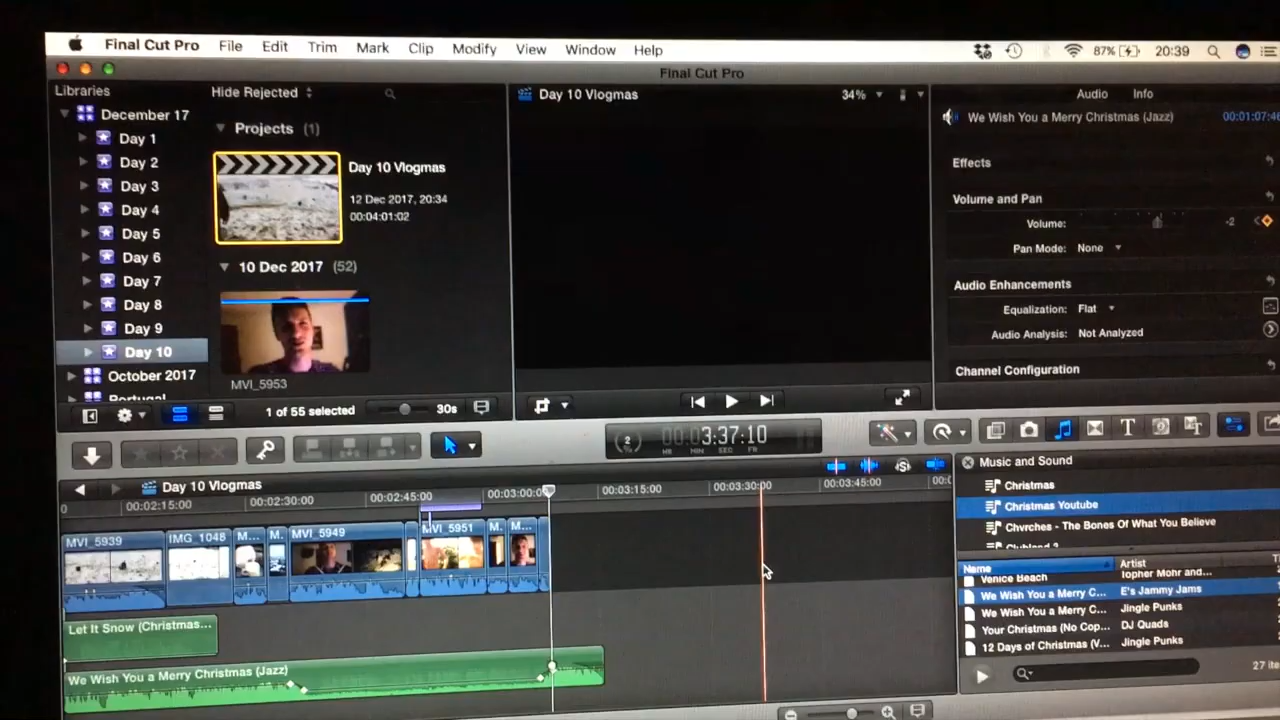 Final Cut Pro File Edit Trim Mark Clip Modify View Window Help 87% 20:39
Final Cut Pro
Libraries
December 17
Day 1
Day 2
Day 3
Day 4
Day 5
Day 6
Day 7
Day 8
Day 9
Day 10
October 2017
Hide Rejected
Projects (1)
Day 10 Vlogmas
12 Dec 2017, 20:34
00:04:01:02
10 Dec 2017 (52)
MVI_5953
1 of 55 selected 30s
Day 10 Vlogmas 34%
Audio Info
We Wish You a Merry Christmas (Jazz)
Effects
Volume and Pan
Volume: -2
Pan Mode: None
Audio Enhancements
Equalization: Flat
Audio Analysis: Not Analyzed
Channel Configuration
3:37:10
HR MIN SEC FR
Day 10 Vlogmas
00:02:15:00 00:02:30:00 00:02:45:00 00:03:15:00 00:03:30:00 00:03:45:00
MVI_5939 IMG_1048 M... M. MVI_5949 MVI_5951 M. M...
Let It Snow (Christmas...
We Wish You a Merry Christmas (Jazz)
Music and Sound
Christmas
Christmas Youtube
Chvrches - The Bones Of What You Believe
Name Artist
Venice Beach Topher Mohr and...
We Wish You a Merry C... E's Jammy Jams
We Wish You a Merry C... Jingle Punks
Your Christmas (No Cop... DJ Quads
12 Days of Christmas (V... Jingle Punks